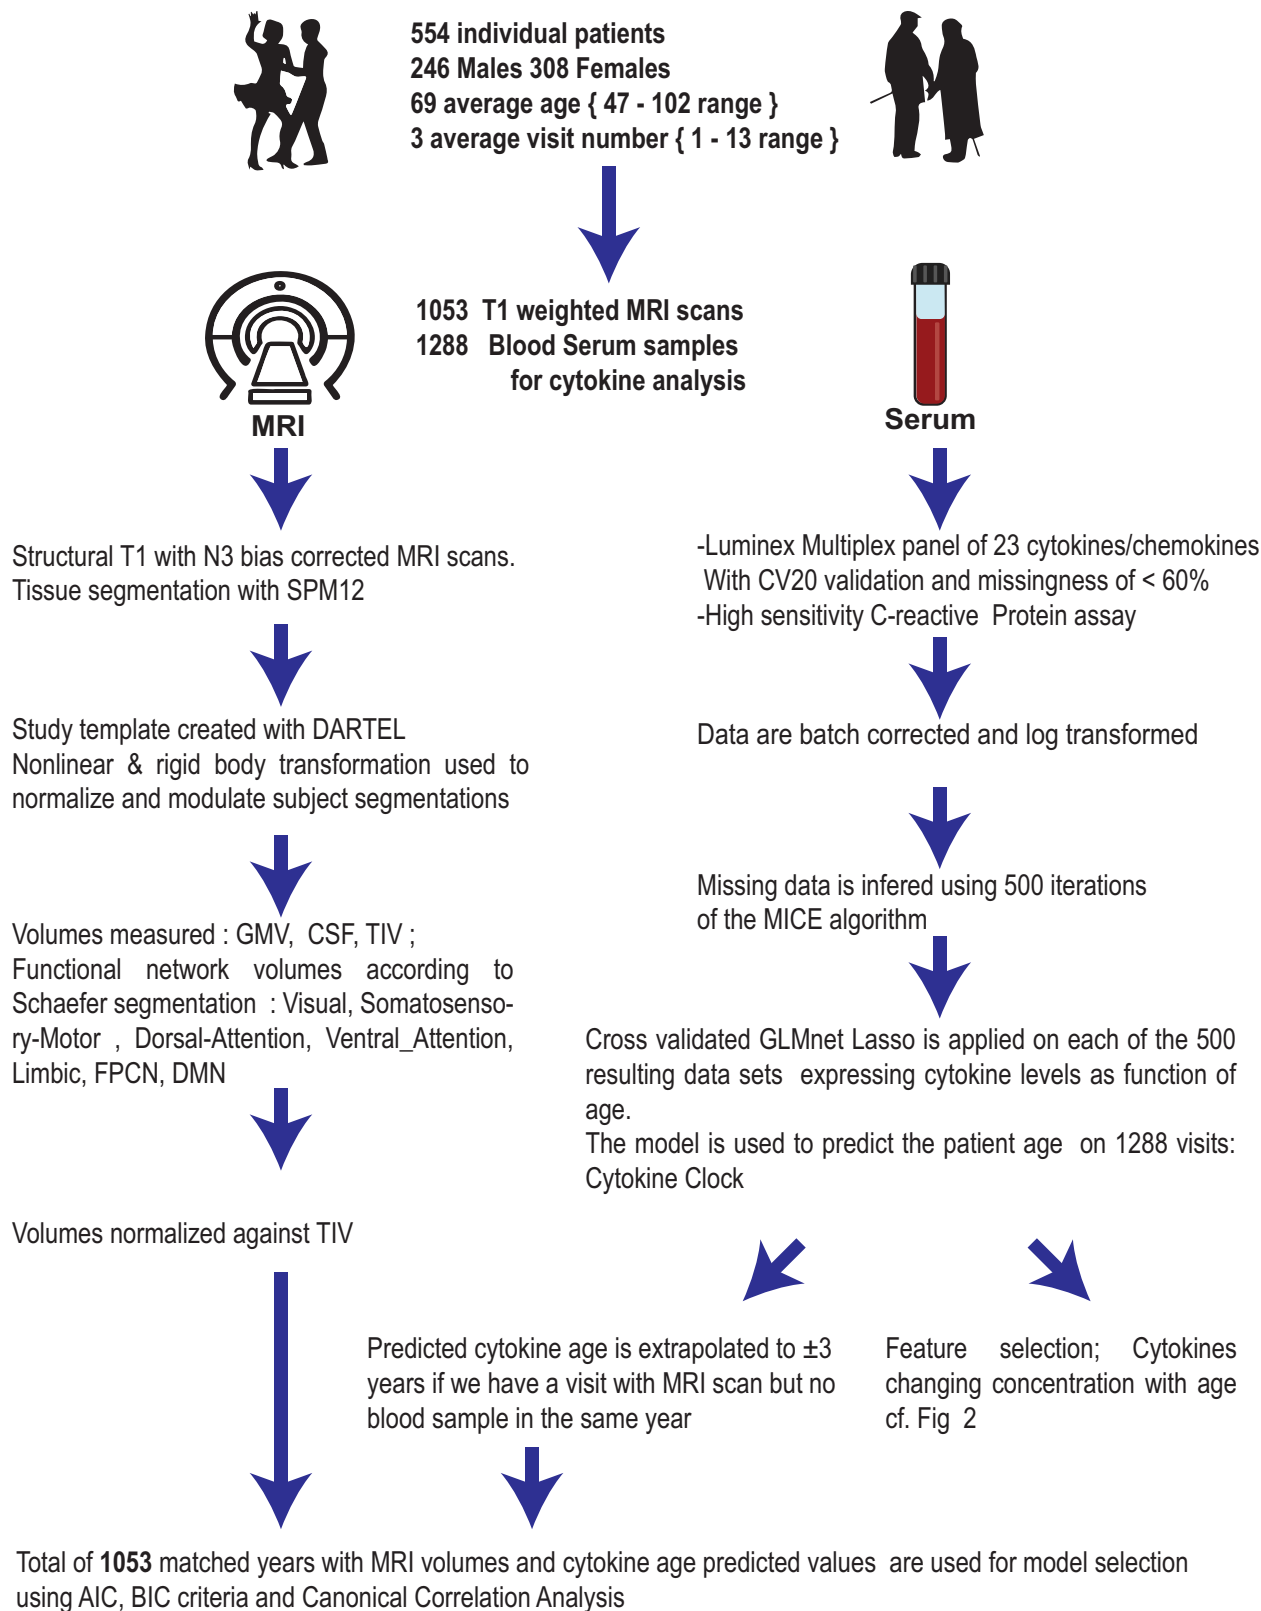 554 individual patients
246 Males 308 Females
69 average age { 47 - 102 range }
3 average visit number { 1 - 13 range }
1053 T1 weighted MRI scans
1288 Blood Serum samples
for cytokine analysis
MRI
Serum
Structural T1 with N3 bias corrected MRI scans.
Tissue segmentation with SPM12
Study template created with DARTEL
Nonlinear & rigid body transformation used to
normalize and modulate subject segmentations
Volumes measured : GMV, CSF, TIV ;
Functional network volumes according to
Schaefer segmentation : Visual, Somatosenso-
ry-Motor , Dorsal-Attention, Ventral_Attention,
Limbic, FPCN, DMN
Volumes normalized against TIV
-Luminex Multiplex panel of 23 cytokines/chemokines
With CV20 validation and missingness of < 60%
-High sensitivity C-reactive Protein assay
Data are batch corrected and log transformed
Missing data is infered using 500 iterations
of the MICE algorithm
Cross validated GLMnet Lasso is applied on each of the 500
resulting data sets expressing cytokine levels as function of
age.
The model is used to predict the patient age on 1288 visits:
Cytokine Clock
Predicted cytokine age is extrapolated to ±3
years if we have a visit with MRI scan but no
blood sample in the same year
Feature selection; Cytokines
changing concentration with age
cf. Fig 2
Total of 1053 matched years with MRI volumes and cytokine age predicted values are used for model selection
using AIC, BIC criteria and Canonical Correlation Analysis